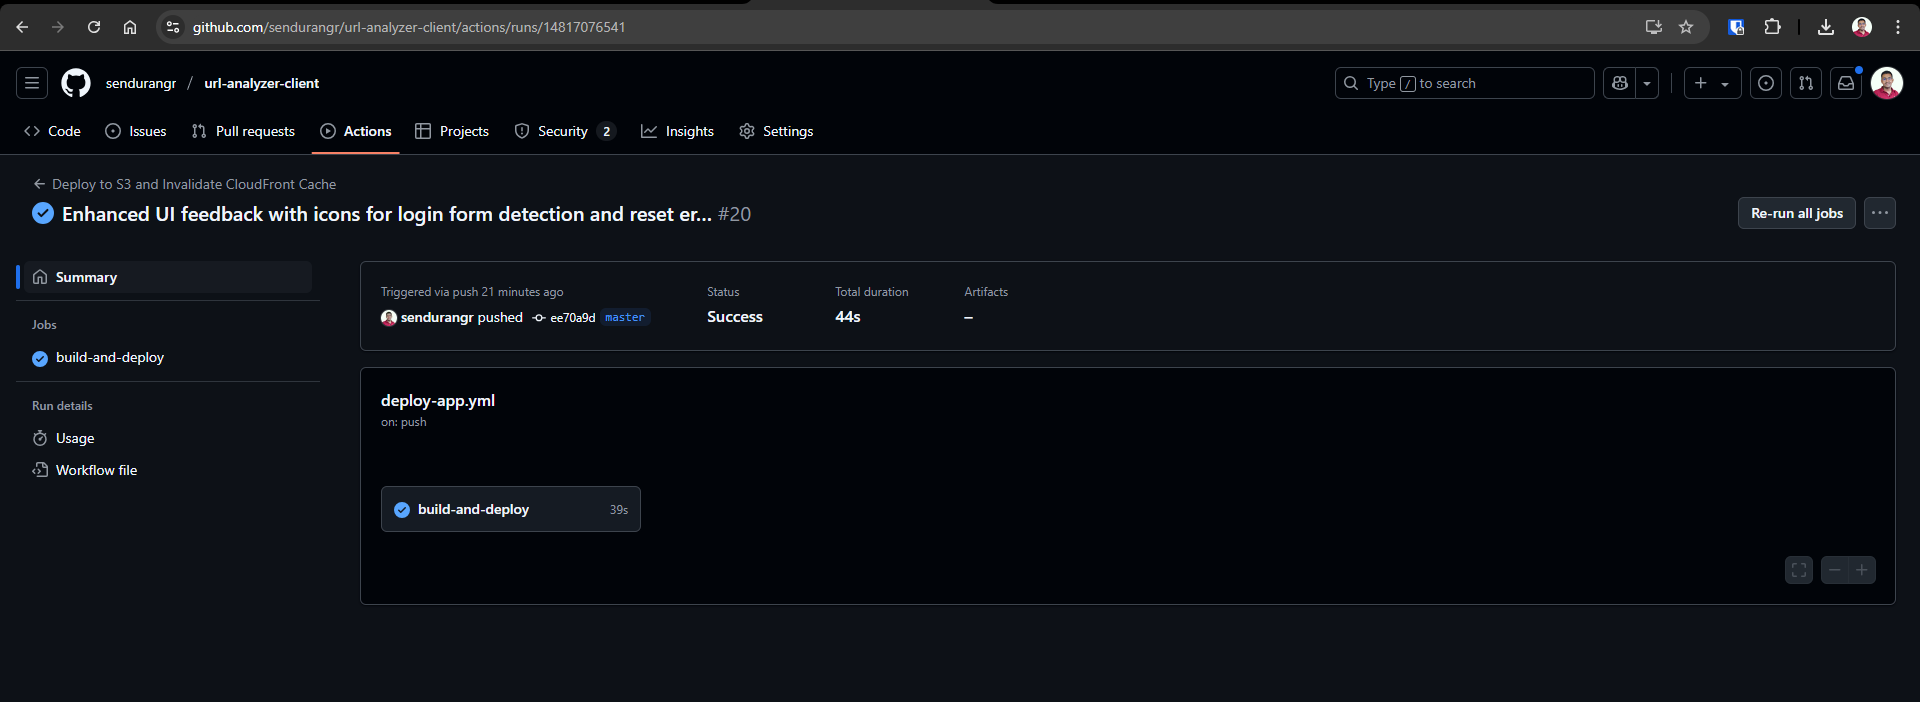 github.com/sendurangr/url-analyzer-client/actions/runs/14817076541
sendurangr / url-analyzer-client
Type / to search
Code Issues Pull requests Actions Projects Security 2 Insights Settings
Deploy to S3 and Invalidate CloudFront Cache
Enhanced UI feedback with icons for login form detection and reset er... #20
Re-run all jobs
Summary
Jobs
build-and-deploy
Run details
Usage
Workflow file
Triggered via push 21 minutes ago
sendurangr pushed ee70a9d master
Status
Success
Total duration
44s
Artifacts
–
deploy-app.yml
on: push
build-and-deploy 39s